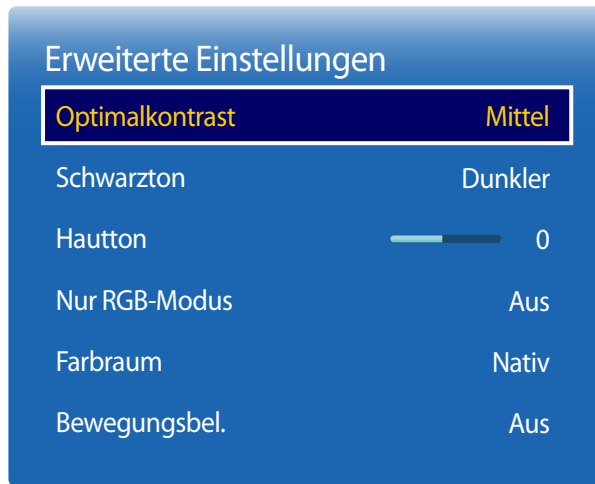 Erweiterte Einstellungen
Optimalkontrast Mittel
Schwarzton Dunkler
Hautton 0
Nur RGB-Modus Aus
Farbraum Nativ
Bewegungsbel. Aus